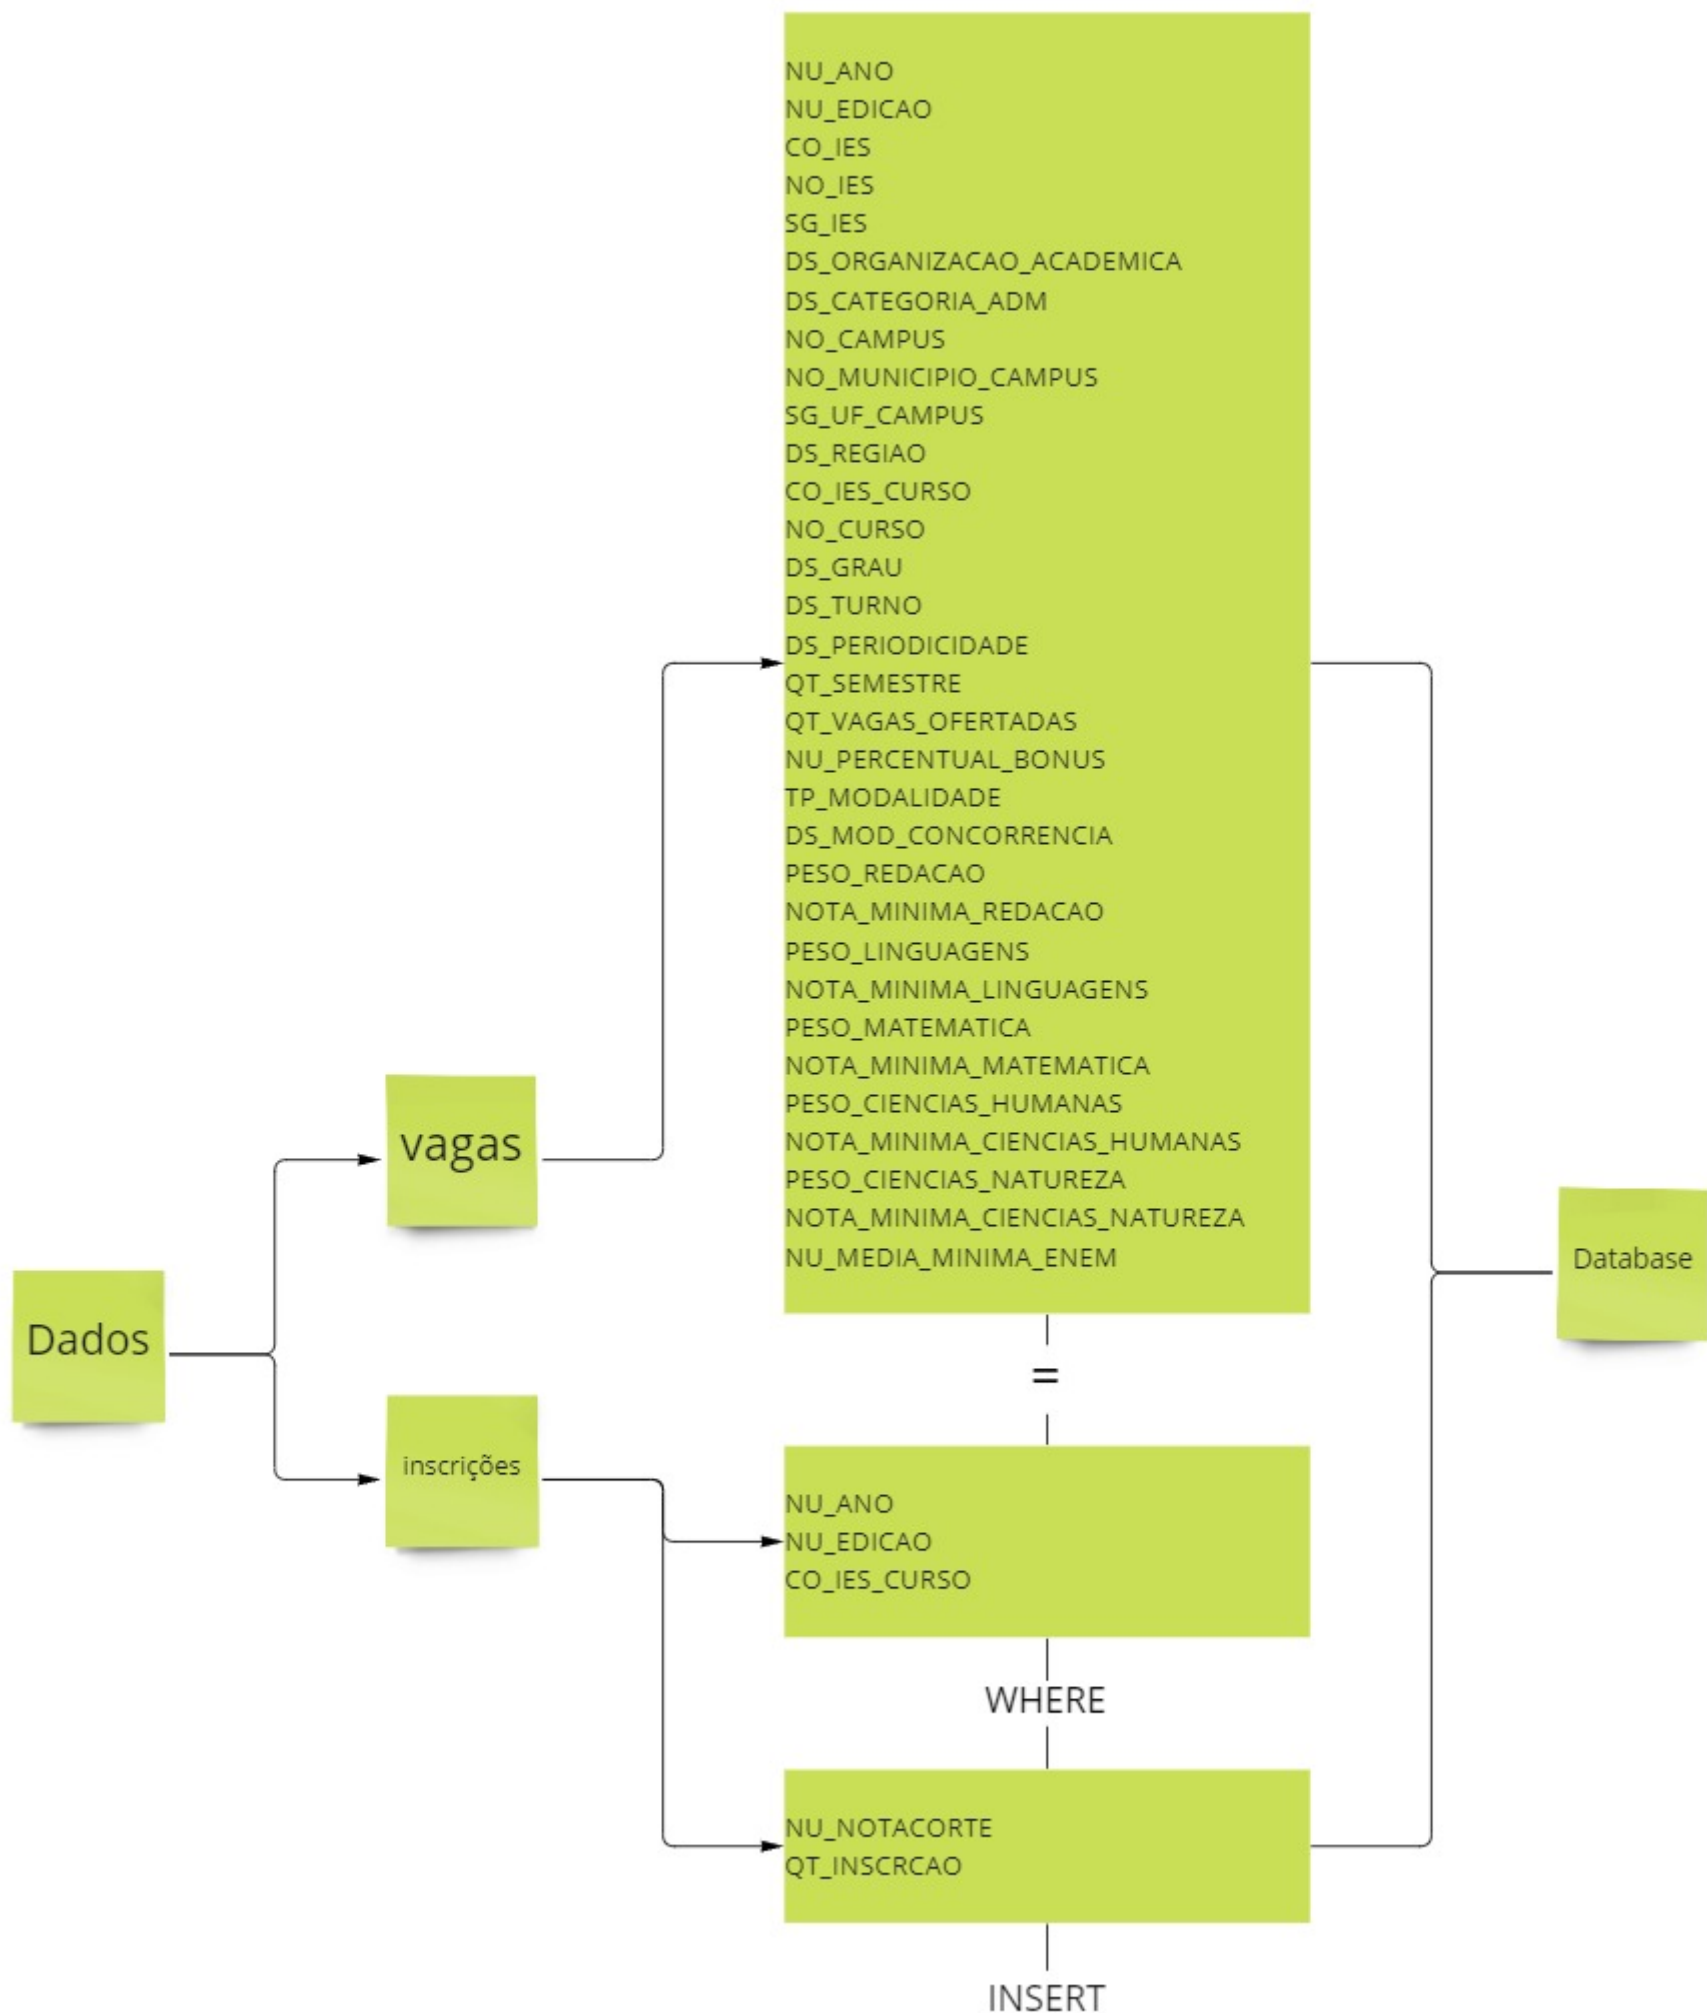 NU_ANO
NU_EDICAO
CO_IES
NO_IES
SG_IES
DS_ORGANIZACAO_ACADEMICA
DS_CATEGORIA_ADM
NO_CAMPUS
NO_MUNICIPIO_CAMPUS
SG_UF_CAMPUS
DS_REGIAO
CO_IES_CURSO
NO_CURSO
DS_GRAU
DS_TURNO
DS_PERIODICIDADE
QT_SEMESTRE
QT_VAGAS_OFERTADAS
NU_PERCENTUAL_BONUS
TP_MODALIDADE
DS_MOD_CONCORRENCIA
PESO_REDACAO
NOTA_MINIMA_REDACAO
PESO_LINGUAGENS
NOTA_MINIMA_LINGUAGENS
PESO_MATEMATICA
NOTA_MINIMA_MATEMATICA
PESO_CIENCIAS_HUMANAS
NOTA_MINIMA_CIENCIAS_HUMANAS
PESO_CIENCIAS_NATUREZA
NOTA_MINIMA_CIENCIAS_NATUREZA
NU_MEDIA_MINIMA_ENEM
vagas
Database
Dados
=
inscrições
NU_ANO
NU_EDICAO
CO_IES_CURSO
WHERE
NU_NOTACORTE
QT_INSCRCAO
INSERT